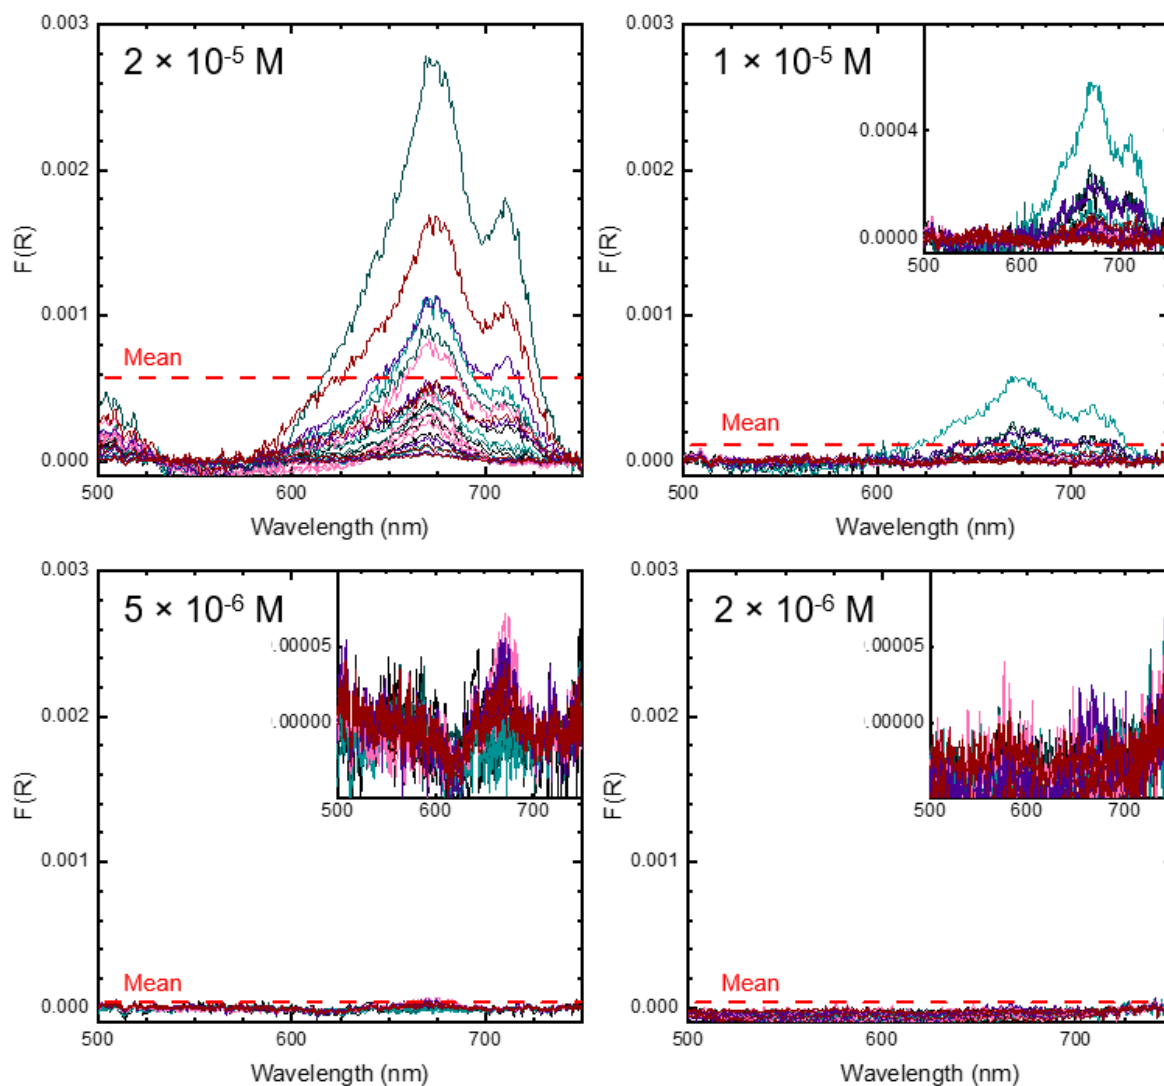 2 × 10⁻⁵ M
0.003
0.002
0.001
0.000
F(R)
Mean
500
600
700
Wavelength (nm)
1 × 10⁻⁵ M
0.003
0.002
0.001
0.000
F(R)
Mean
500
600
700
Wavelength (nm)
0.0004
0.0000
500
600
700
5 × 10⁻⁶ M
0.003
0.002
0.001
0.000
F(R)
Mean
500
600
700
Wavelength (nm)
.00005
.00000
500
600
700
2 × 10⁻⁶ M
0.003
0.002
0.001
0.000
F(R)
Mean
500
600
700
Wavelength (nm)
.00005
.00000
500
600
700